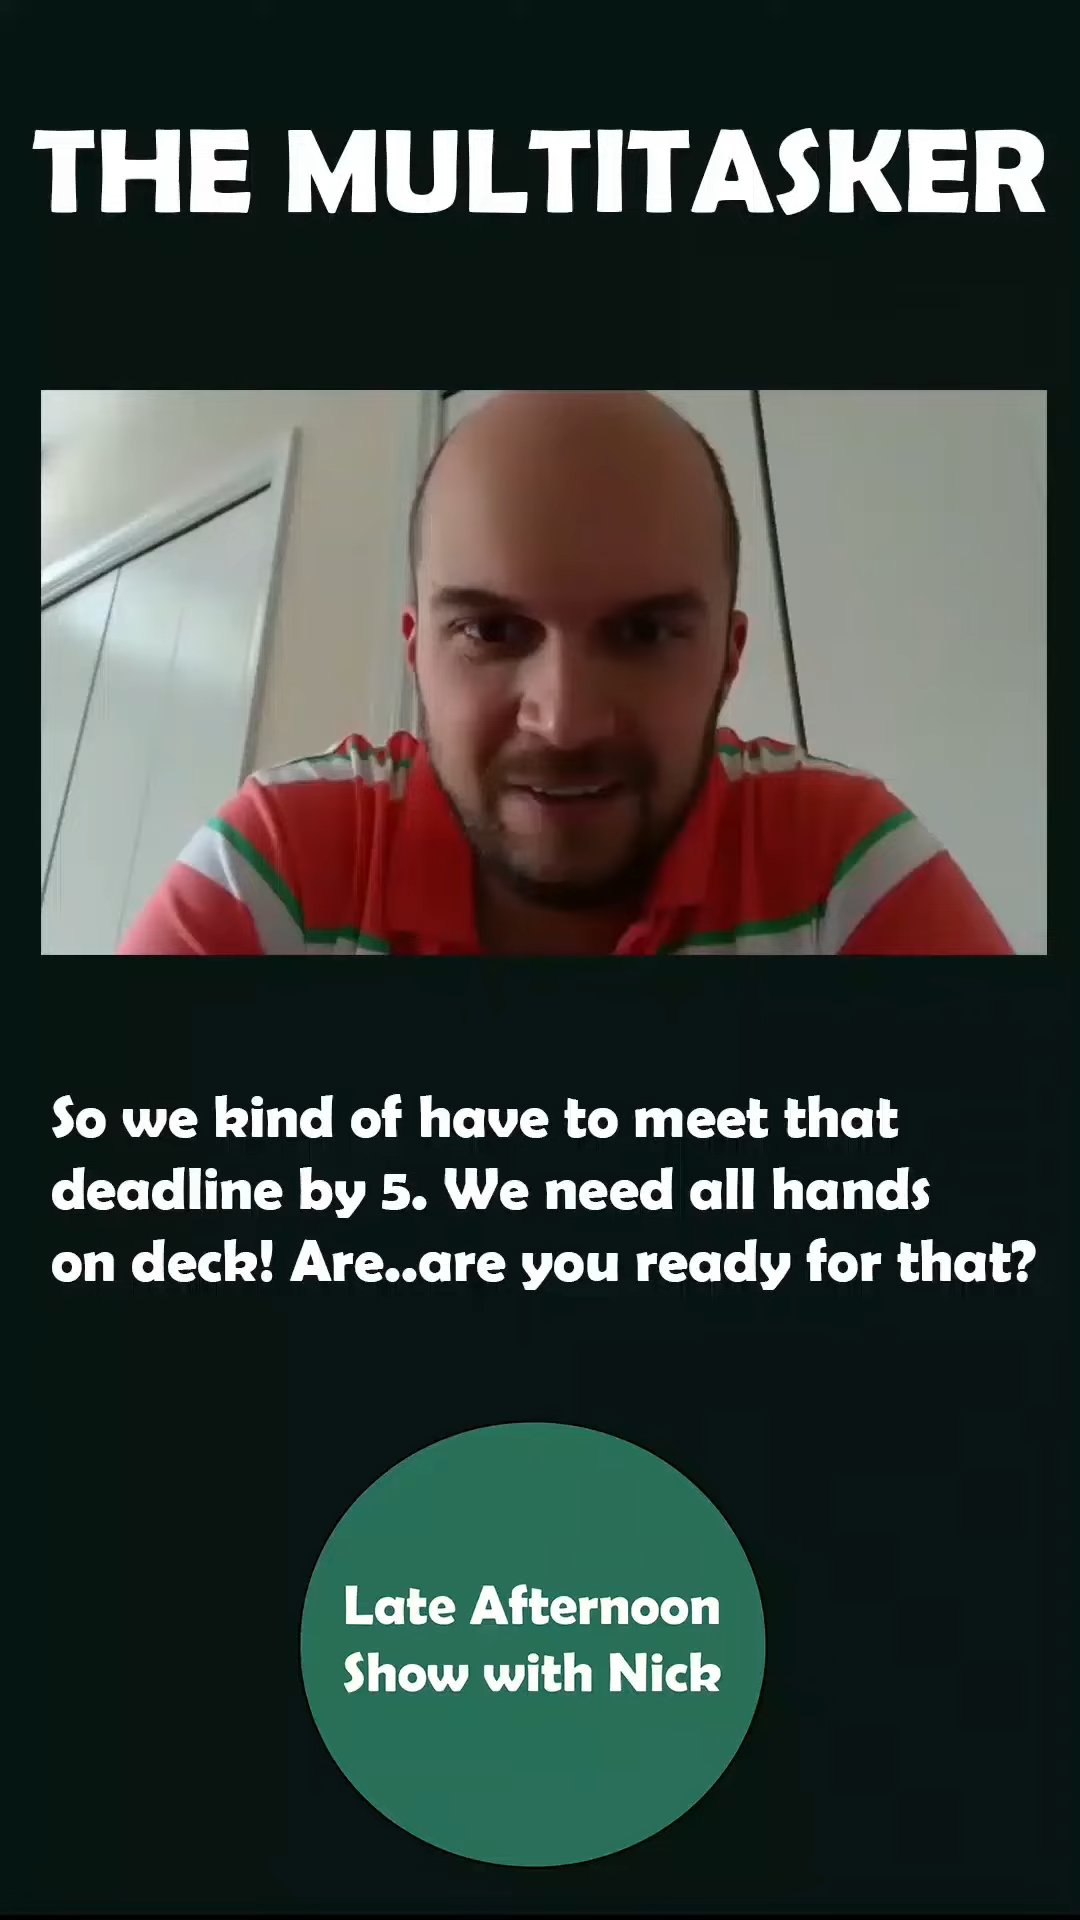 THE MULTITASKER
So we kind of have to meet that
deadline by 5. We need all hands
on deck! Are..are you ready for that?
Late Afternoon
Show with Nick